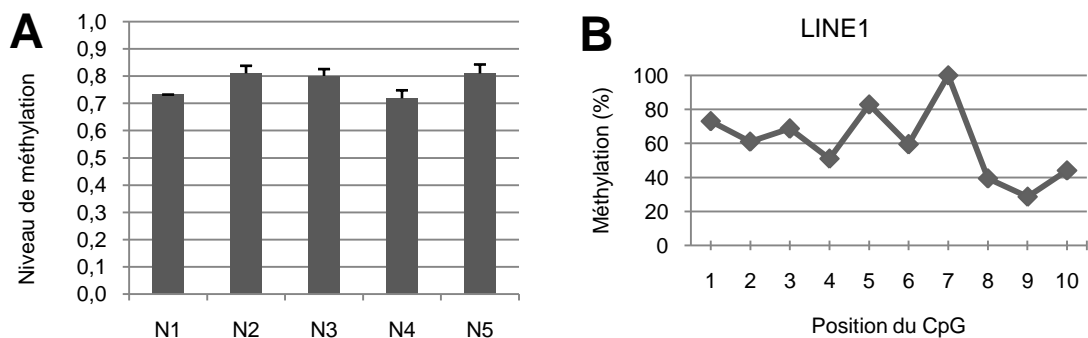 A
Niveau de méthylation
1,0
0,9
0,8
0,7
0,6
0,5
0,4
0,3
0,2
0,1
0,0
N1 N2 N3 N4 N5
B
LINE1
Méthylation (%)
100
80
60
40
20
0
1 2 3 4 5 6 7 8 9 10
Position du CpG